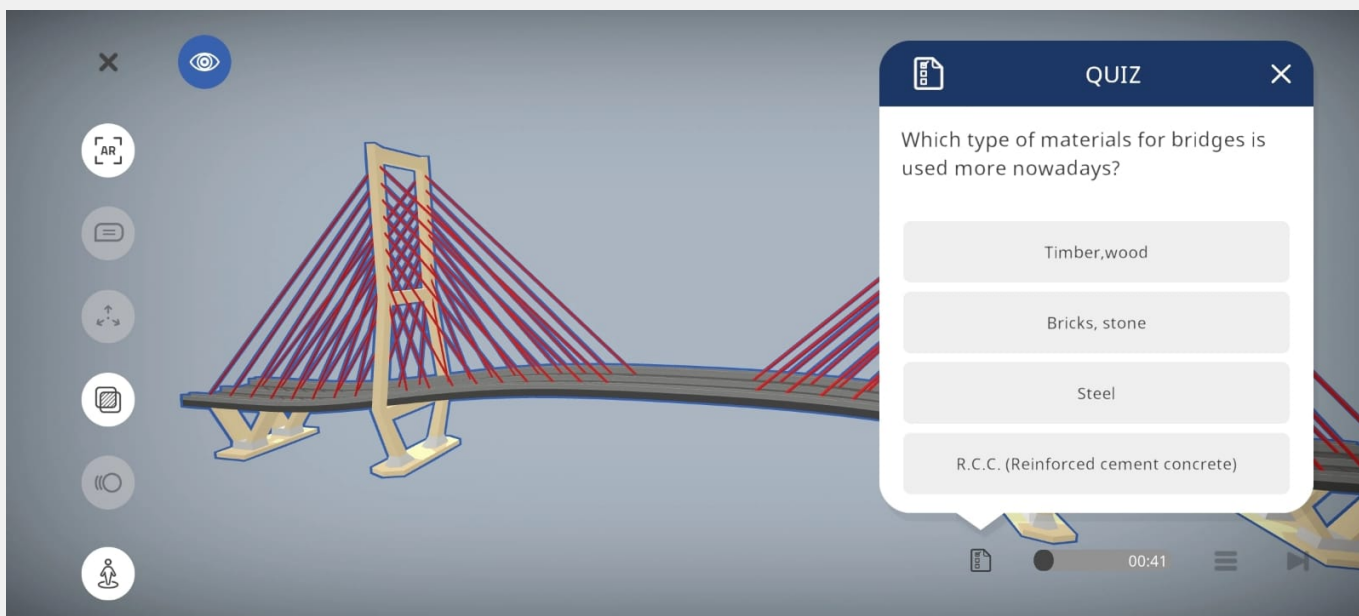 AR
QUIZ
Which type of materials for bridges is
used more nowadays?
Timber,wood
Bricks, stone
Steel
R.C.C. (Reinforced cement concrete)
00:41